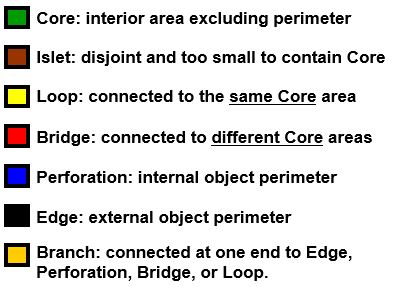 Core: interior area excluding perimeter
Islet: disjoint and too small to contain Core
Loop: connected to the same Core area
Bridge: connected to different Core areas
Perforation: internal object perimeter
Edge: external object perimeter
Branch: connected at one end to Edge,
Perforation, Bridge, or Loop.